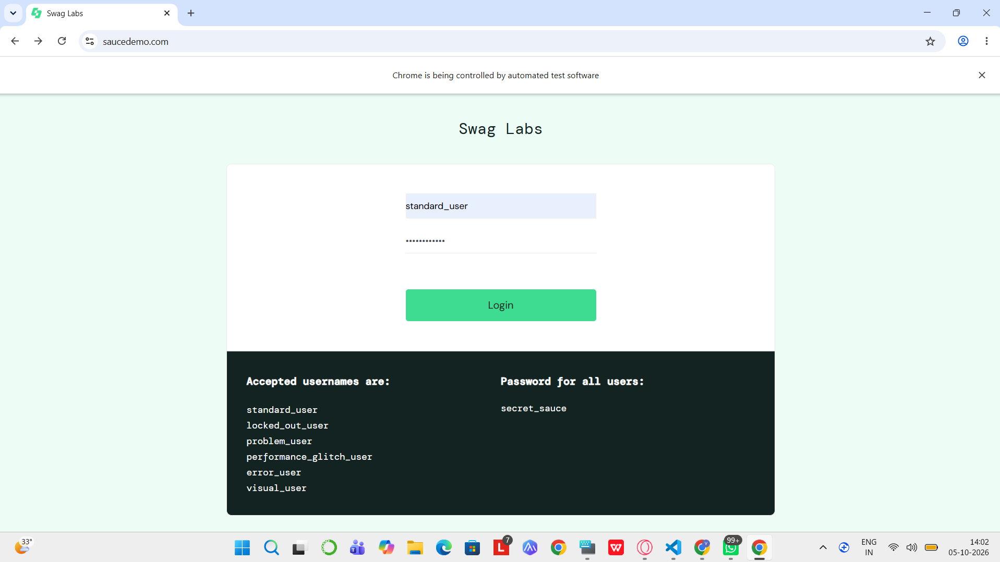 Swag Labs
saucedemo.com
Chrome is being controlled by automated test software
Swag Labs
standard_user
••••••••••••
Login
Accepted usernames are:
standard_user
locked_out_user
problem_user
performance_glitch_user
error_user
visual_user
Password for all users:
secret_sauce
33°
7
99+
ENG
IN
14:02
05-10-2026